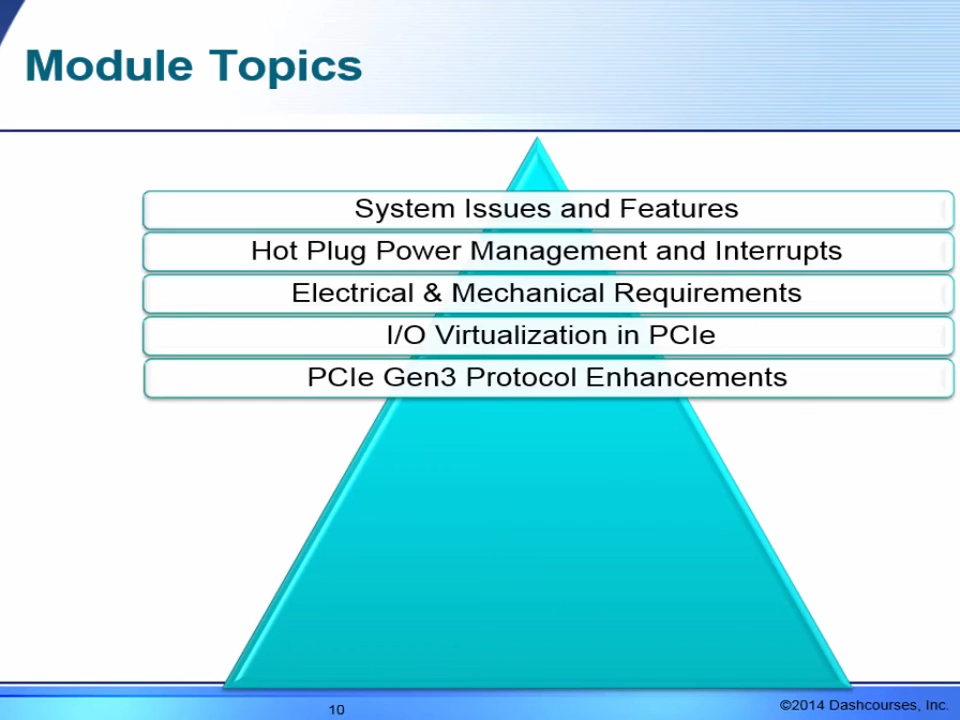 Module Topics
System Issues and Features
Hot Plug Power Management and Interrupts
Electrical & Mechanical Requirements
I/O Virtualization in PCIe
PCIe Gen3 Protocol Enhancements
10
©2014 Dashcourses, Inc.